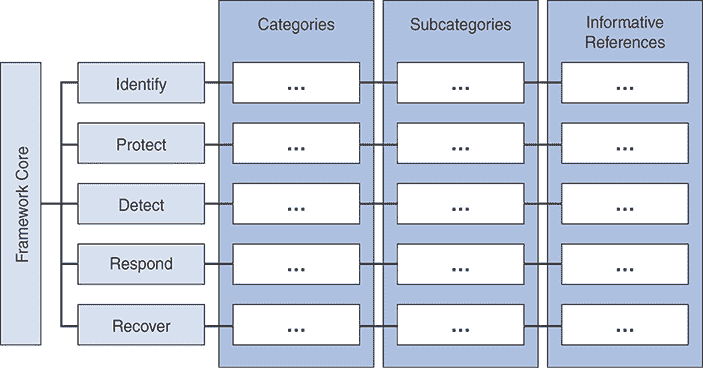 Categories
Subcategories
Informative
References
Framework Core
Identify
...
...
...
Protect
...
...
...
Detect
...
...
...
Respond
...
...
...
Recover
...
...
...